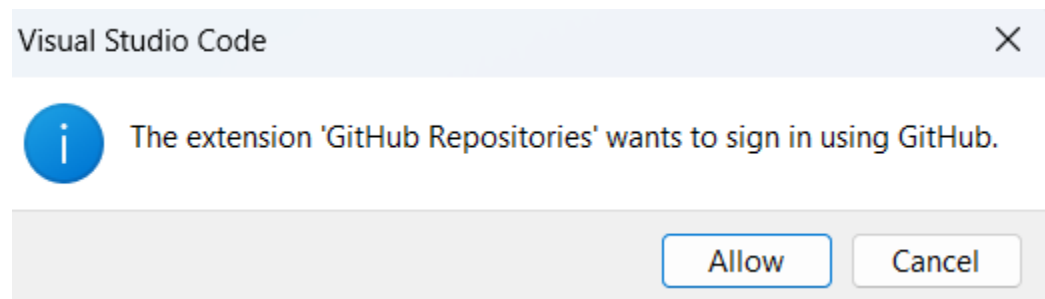 Visual Studio Code
The extension 'GitHub Repositories' wants to sign in using GitHub.
Allow
Cancel